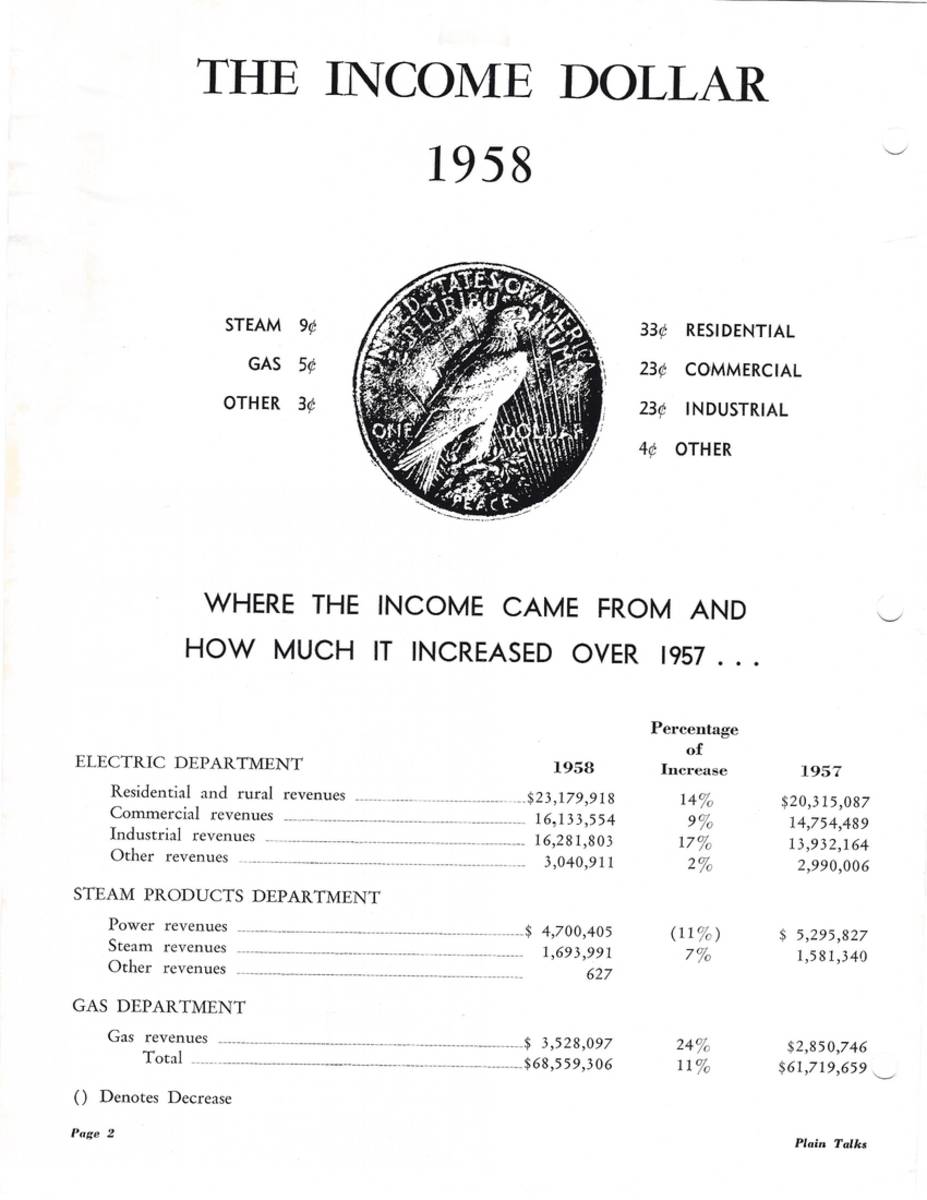 THE INCOME DOLLAR
1958
STEAM 9¢
GAS 5¢
OTHER 3¢
UNITED STATES OF AMERICA
E PLURIBUS UNUM
ONE DOLLAR
PEACE
33¢ RESIDENTIAL
23¢ COMMERCIAL
23¢ INDUSTRIAL
4¢ OTHER
WHERE THE INCOME CAME FROM AND
HOW MUCH IT INCREASED OVER 1957 . . .
Percentage
of
ELECTRIC DEPARTMENT 1958 Increase 1957
Residential and rural revenues $23,179,918 14% $20,315,087
Commercial revenues 16,133,554 9% 14,754,489
Industrial revenues 16,281,803 17% 13,932,164
Other revenues 3,040,911 2% 2,990,006
STEAM PRODUCTS DEPARTMENT
Power revenues $ 4,700,405 (11%) $ 5,295,827
Steam revenues 1,693,991 7% 1,581,340
Other revenues 627
GAS DEPARTMENT
Gas revenues $ 3,528,097 24% $2,850,746
Total $68,559,306 11% $61,719,659
() Denotes Decrease
Page 2
Plain Talks